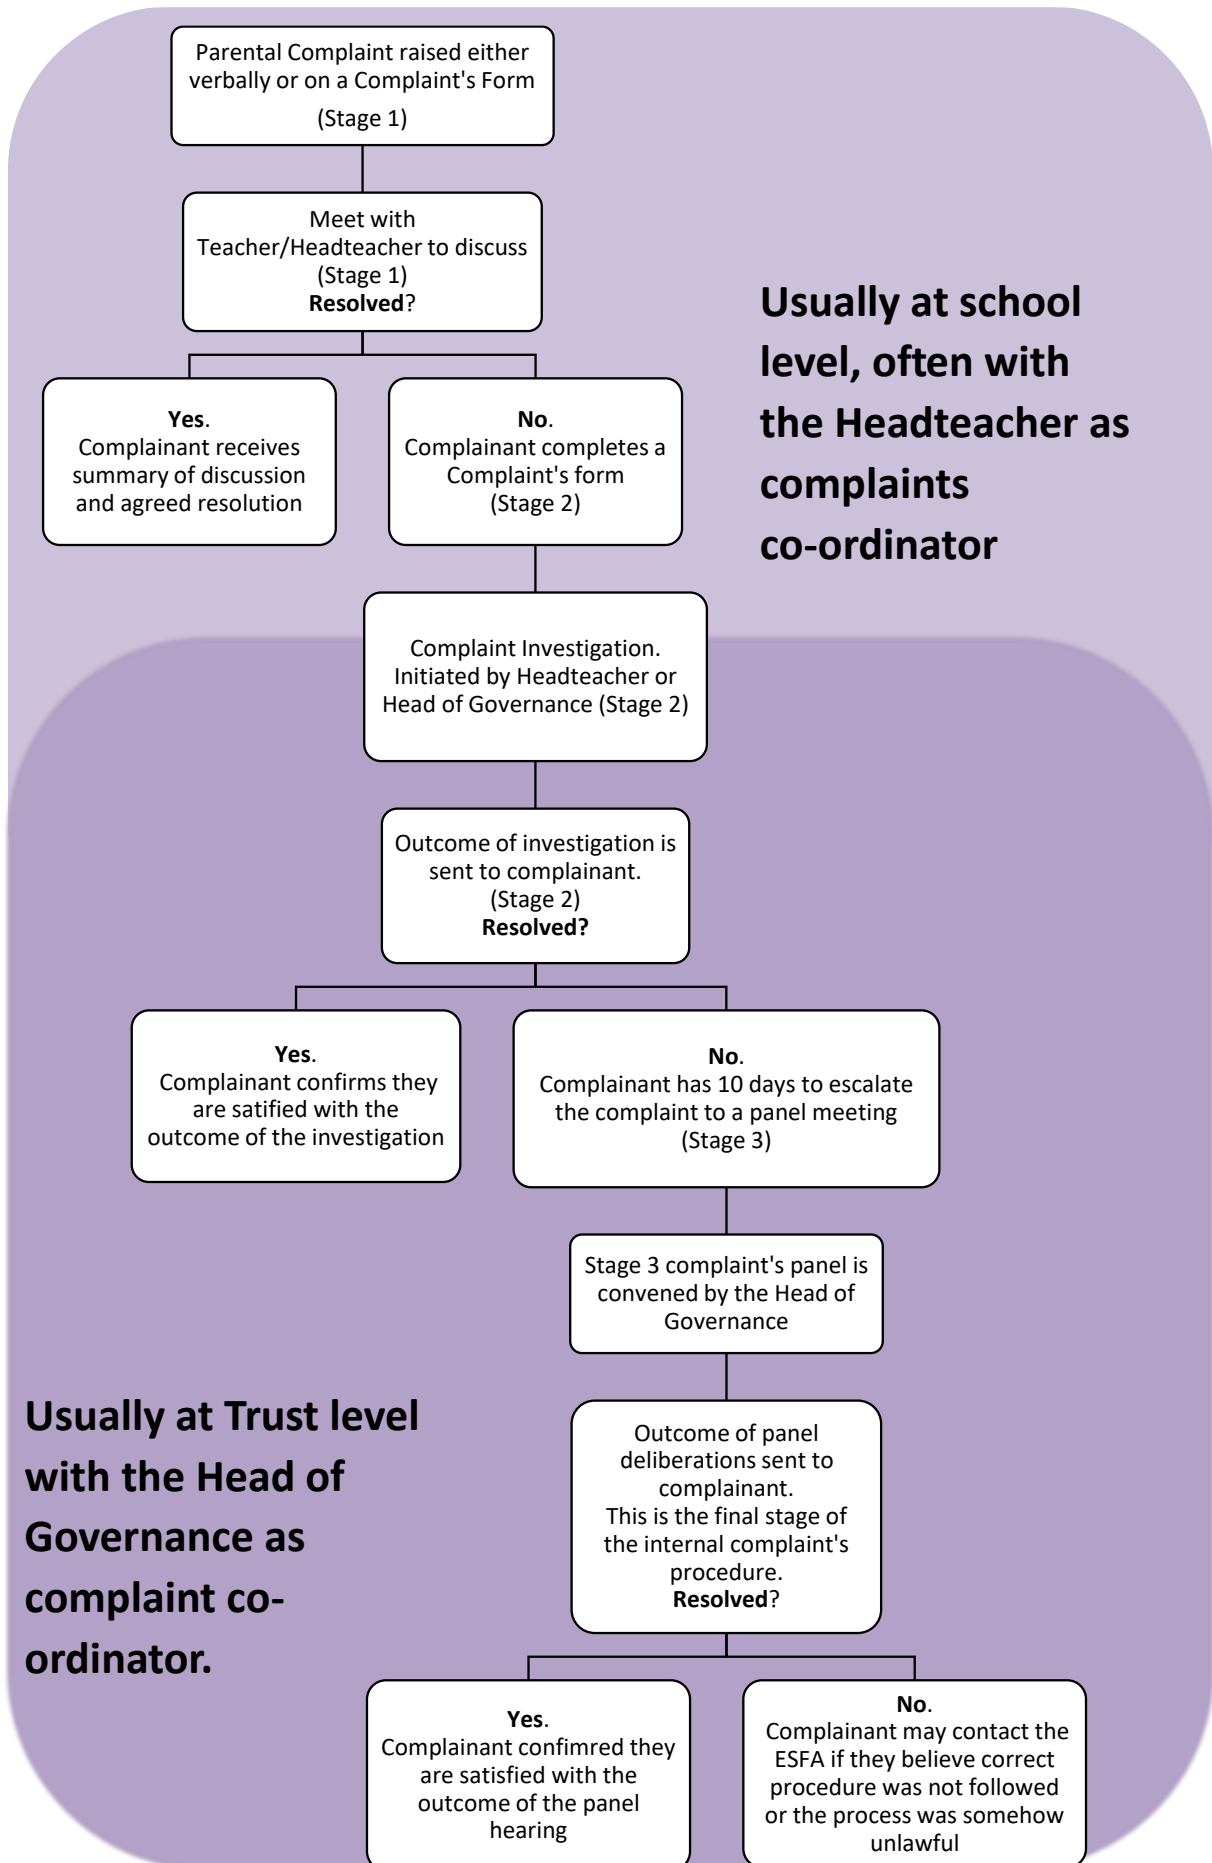 Parental Complaint raised either
verbally or on a Complaint's Form
(Stage 1)
Meet with
Teacher/Headteacher to discuss
(Stage 1)
Resolved?
Usually at school
level, often with
the Headteacher as
complaints
co-ordinator
Yes.
Complainant receives
summary of discussion
and agreed resolution
No.
Complainant completes a
Complaint's form
(Stage 2)
Complaint Investigation.
Initiated by Headteacher or
Head of Governance (Stage 2)
Outcome of investigation is
sent to complainant.
(Stage 2)
Resolved?
Yes.
Complainant confirms they
are satified with the
outcome of the investigation
No.
Complainant has 10 days to escalate
the complaint to a panel meeting
(Stage 3)
Stage 3 complaint's panel is
convened by the Head of
Governance
Usually at Trust level
with the Head of
Governance as
complaint co-
ordinator.
Outcome of panel
deliberations sent to
complainant.
This is the final stage of
the internal complaint's
procedure.
Resolved?
Yes.
Complainant confimred they
are satisfied with the
outcome of the panel
hearing
No.
Complainant may contact the
ESFA if they believe correct
procedure was not followed
or the process was somehow
unlawful